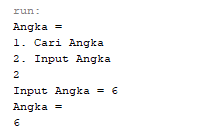 run:
Angka =
1. Cari Angka
2. Input Angka
2
Input Angka = 6
Angka =
6